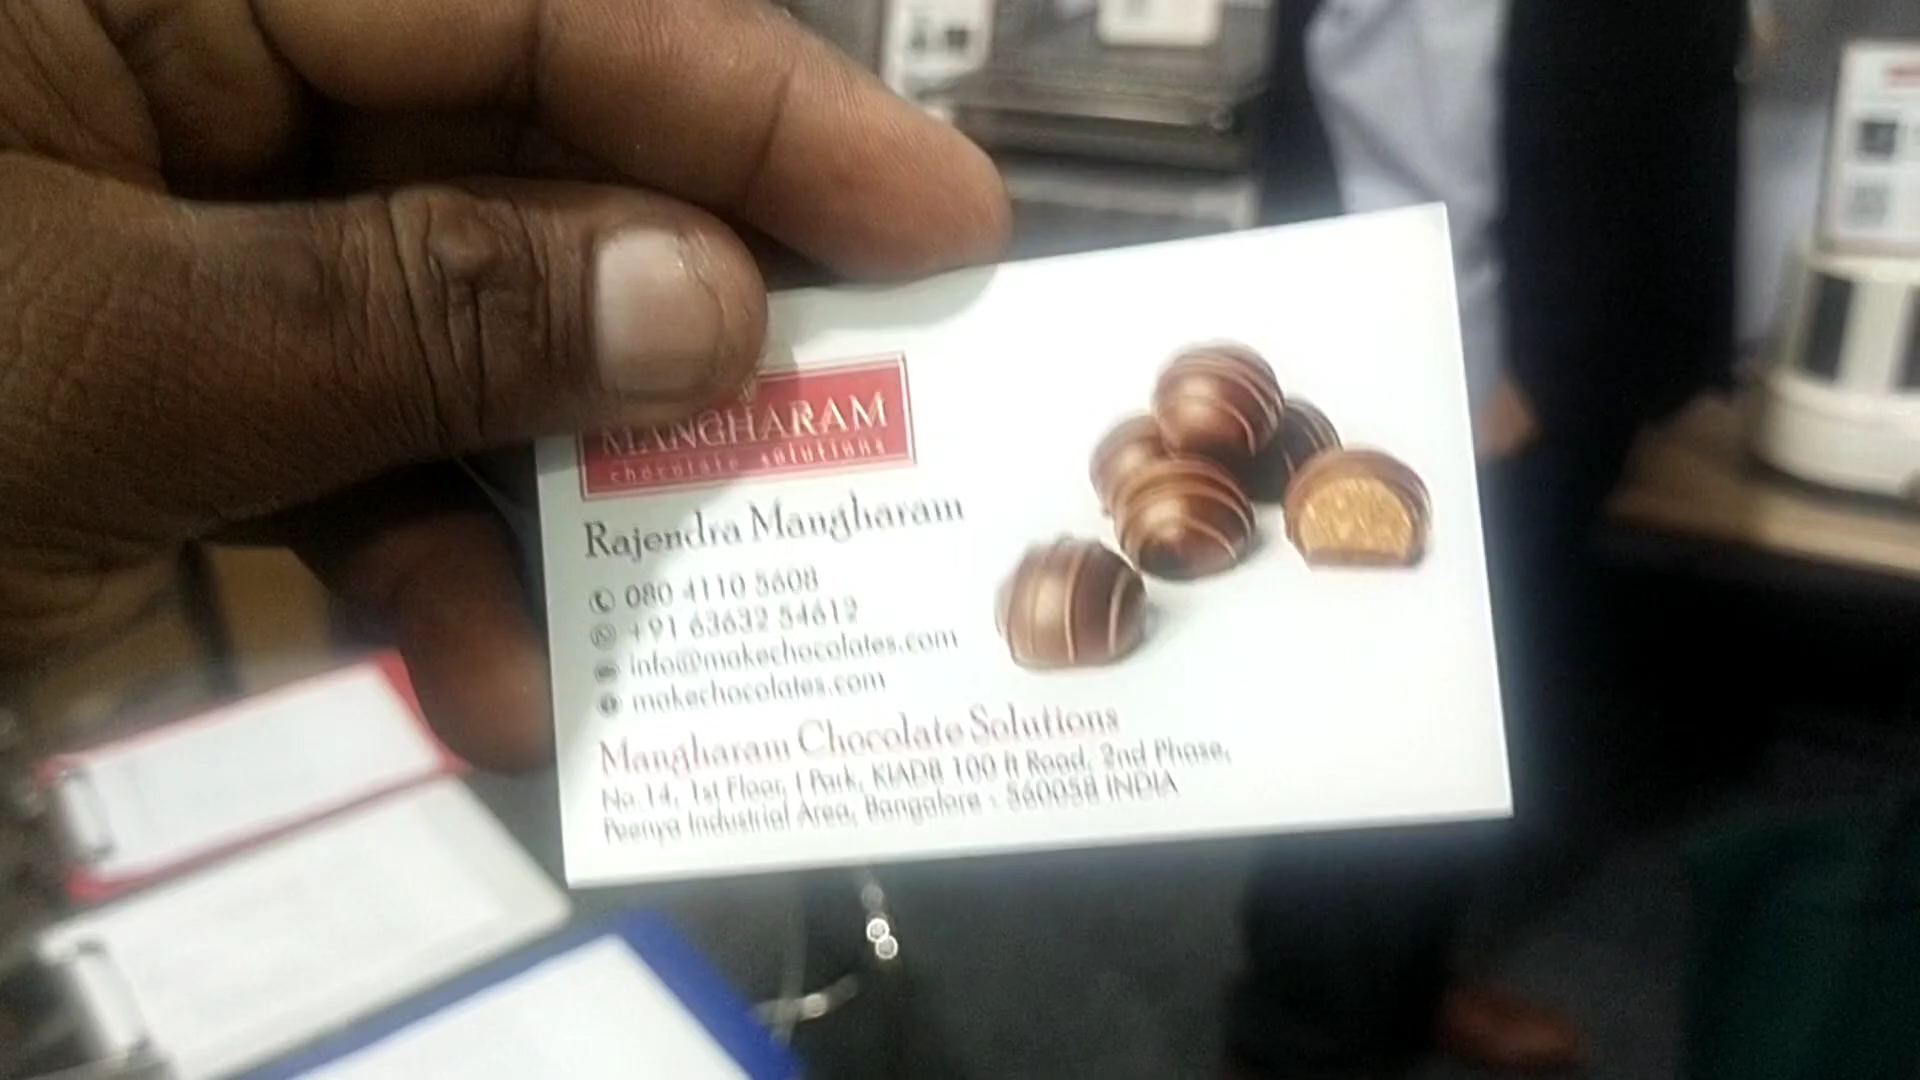 MANGHARAM
chocolate solutions
Rajendra Mangharam
080 4110 5608
+91 63632 54612
info@makechocolates.com
makechocolates.com
Mangharam Chocolate Solutions
No.14, 1st Floor, I Park, KIADB 100 ft Road, 2nd Phase,
Peenya Industrial Area, Bangalore - 560058 INDIA